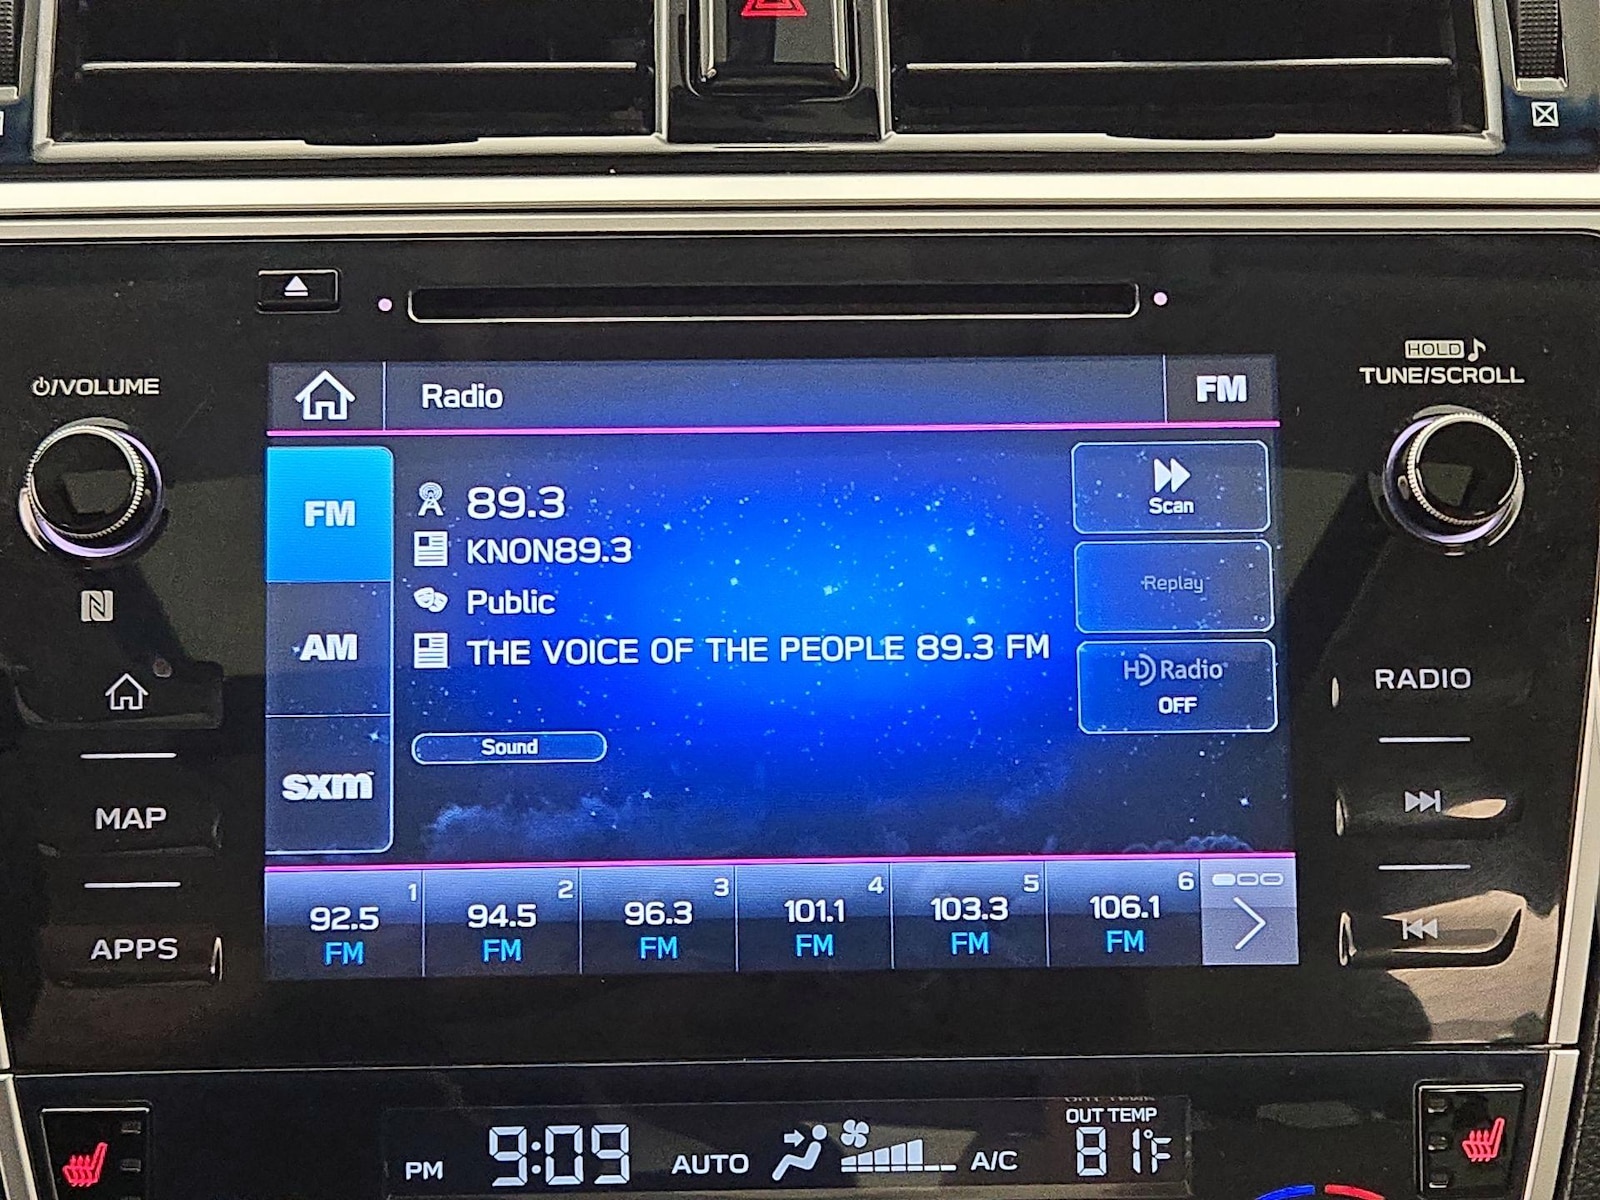 HOLD
⏻/VOLUME
TUNE/SCROLL
Radio
FM
FM
89.3
KNON89.3
Public
THE VOICE OF THE PEOPLE 89.3 FM
Scan
Replay
HD Radio
OFF
AM
sxm
Sound
RADIO
MAP
APPS
1 2 3 4 5 6
92.5 94.5 96.3 101.1 103.3 106.1
FM FM FM FM FM FM
OUT TEMP
PM 9:09 AUTO A/C 81°F